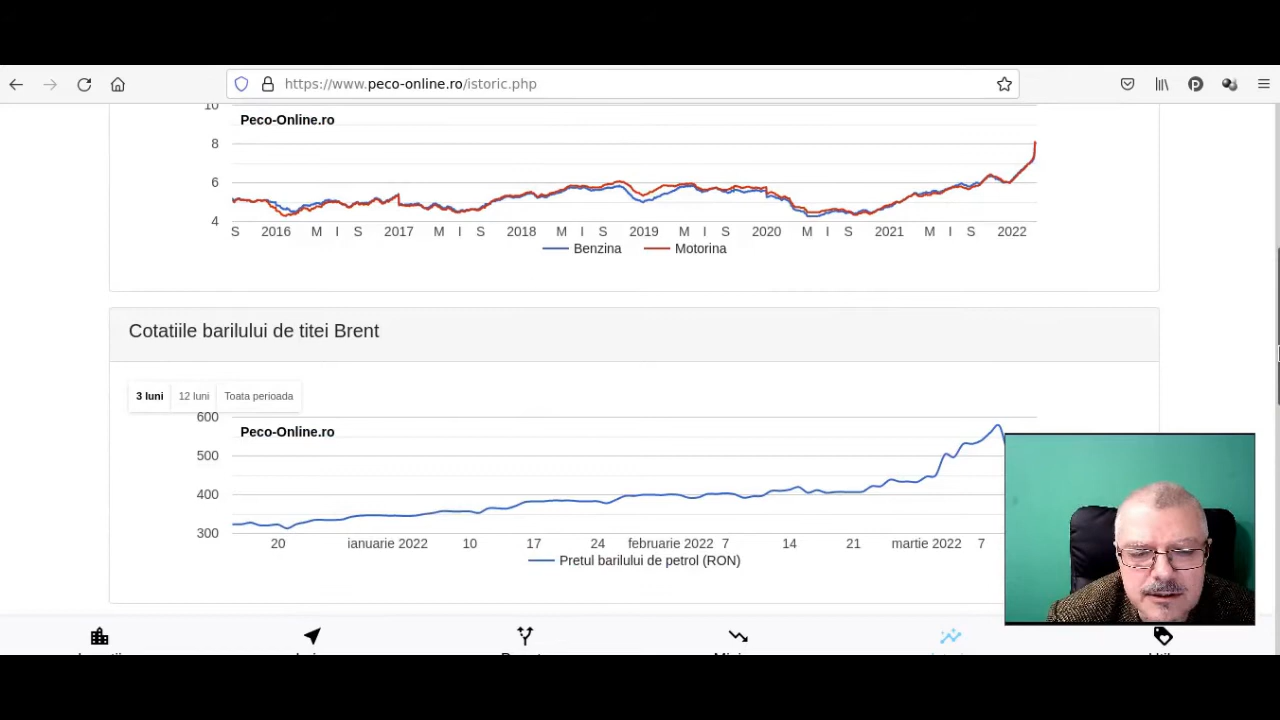 https://www.peco-online.ro/istoric.php
10
Peco-Online.ro
8
6
4
S 2016 M I S 2017 M I S 2018 M I S 2019 M I S 2020 M I S 2021 M I S 2022
Benzina Motorina
Cotatiile barilului de titei Brent
3 luni 12 luni Toata perioada
600
Peco-Online.ro
500
400
300
20 ianuarie 2022 10 17 24 februarie 2022 7 14 21 martie 2022 7
Pretul barilului de petrol (RON)